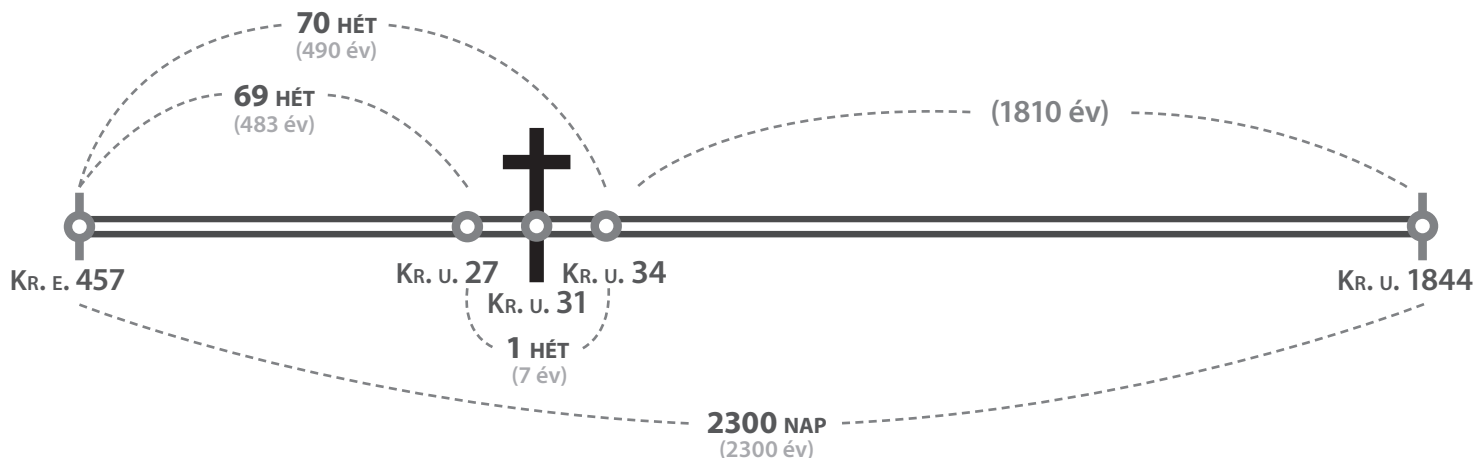 70 HÉT
(490 év)
69 HÉT
(483 év)
(1810 év)
KR. E. 457
KR. U. 27
KR. U. 31
KR. U. 34
KR. U. 1844
1 HÉT
(7 év)
2300 NAP
(2300 év)